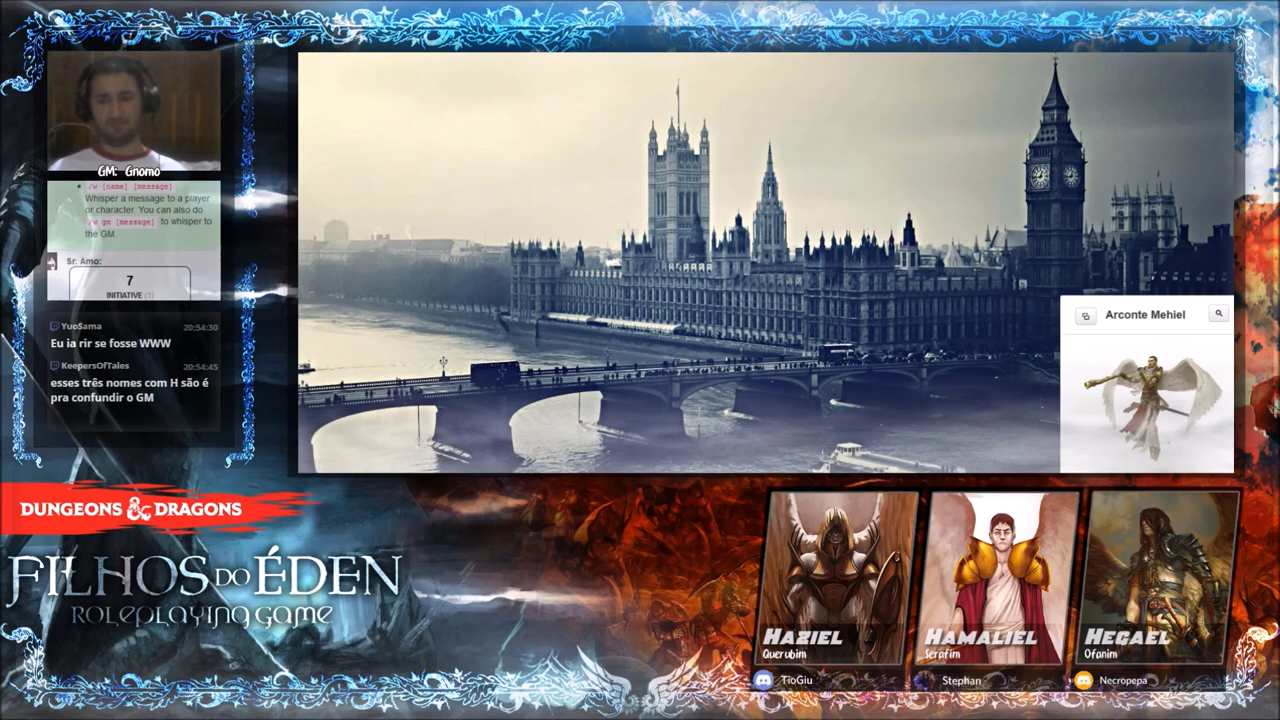 GM: Gnomo
/w [name] [message]
Whisper a message to a player
or character. You can also do
/w gm [message] to whisper to
the GM.
Sr. Amo:
7
INITIATIVE (1)
YuoSama 20:54:30
Eu ia rir se fosse WWW
KeepersOfTales 20:54:45
esses três nomes com H são é
pra confundir o GM
Arconte Mehiel
DUNGEONS & DRAGONS
FILHOS DO ÉDEN
ROLEPLAYING GAME
HAZIEL
Querubim
TioGiu
HAMALIEL
Serafim
Stephan
HEGAEL
Ofanim
Necropepa